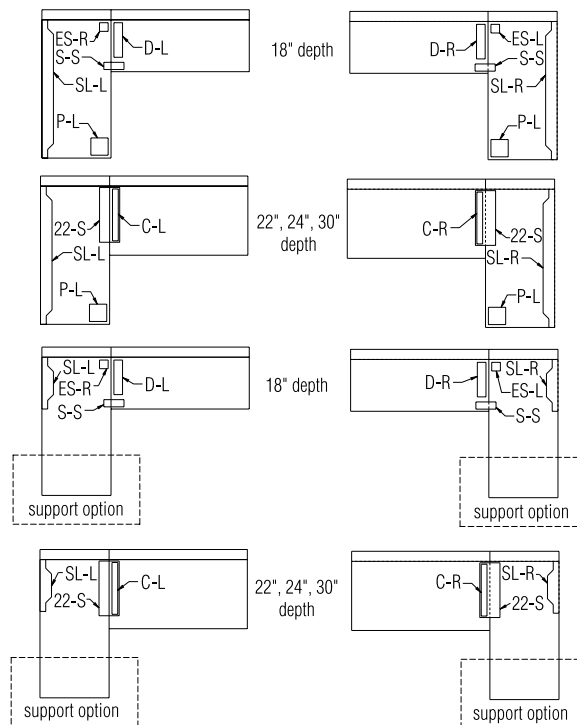 ES-R
D-L
S-S
SL-L
P-L
18" depth
D-R
ES-L
S-S
SL-R
P-L
22-S
C-L
SL-L
P-L
22", 24", 30"
depth
C-R
22-S
SL-R
P-L
SL-L
ES-R
D-L
S-S
support option
18" depth
SL-R
D-R
ES-L
S-S
support option
SL-L
C-L
22-S
support option
22", 24", 30"
depth
C-R
SL-R
22-S
support option